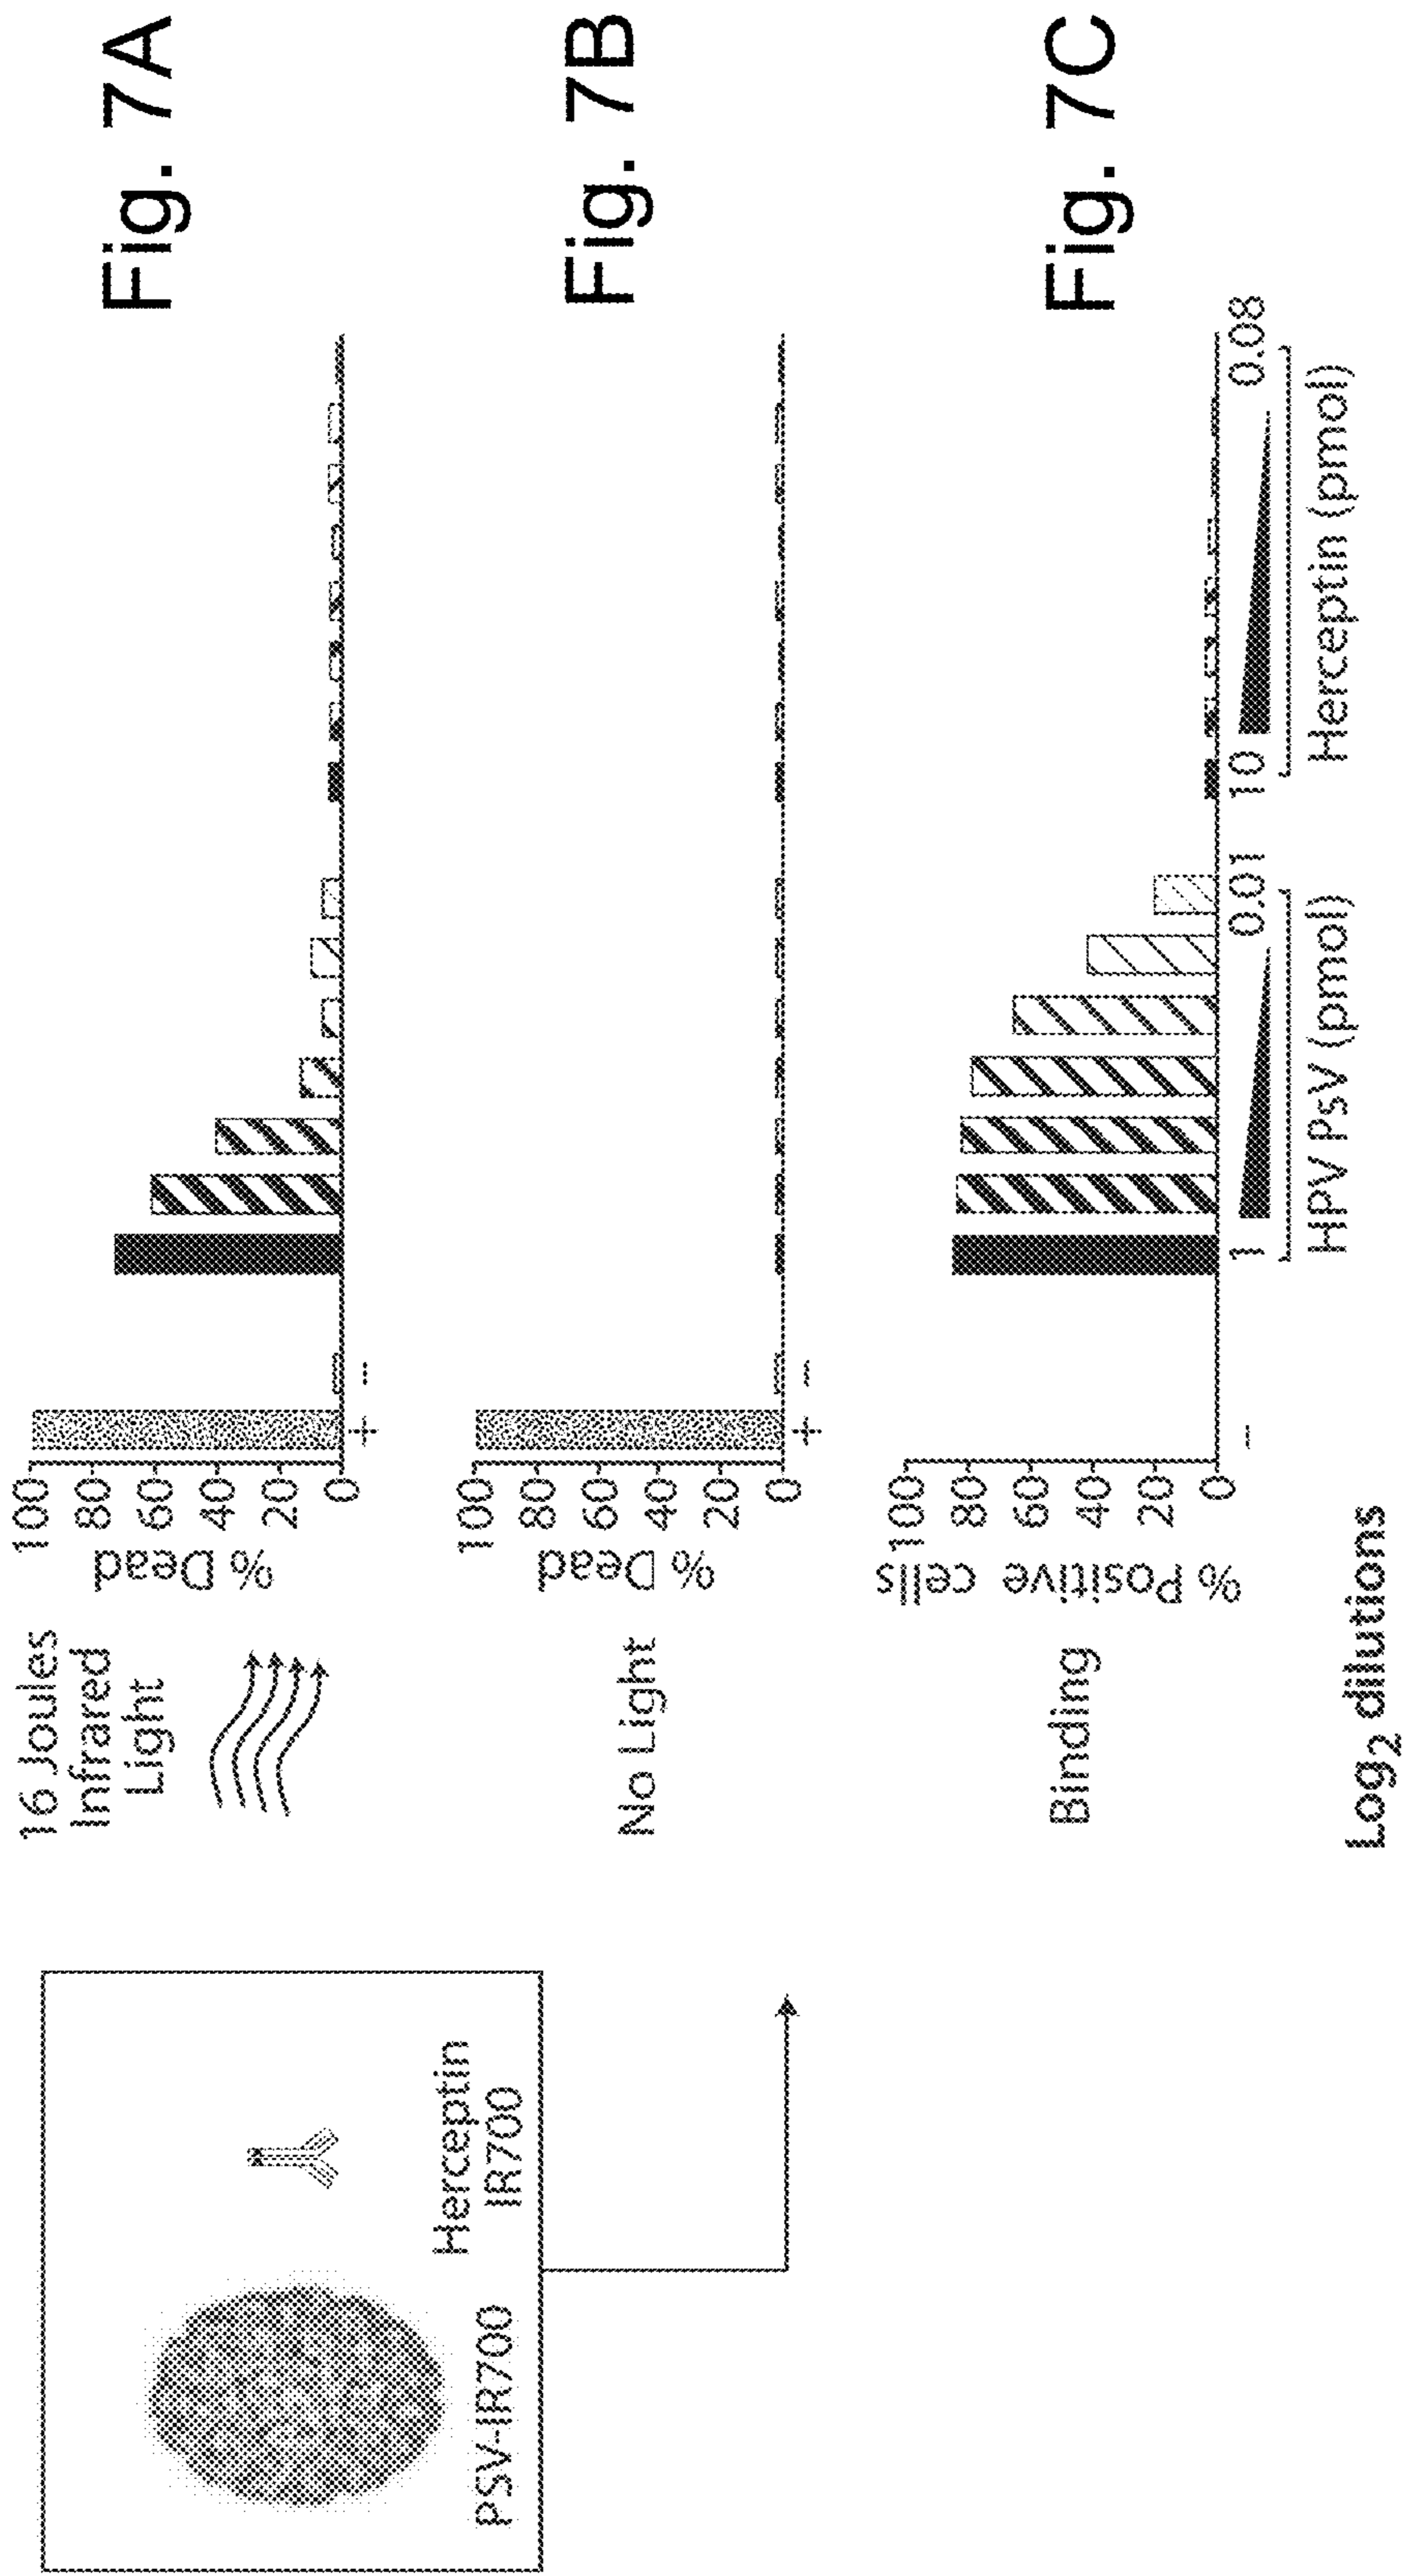 PSV-IR700
Herceptin
IR700
16 Joules
Infrared
Light
% Dead
100
80
60
40
20
0
+
-
Fig. 7A
No Light
% Dead
100
80
60
40
20
0
+
-
Fig. 7B
Binding
% Positive cells
100
80
60
40
20
0
-
1
0.01
10
0.08
HPV PsV (pmol)
Herceptin (pmol)
Fig. 7C
Log2 dilutions